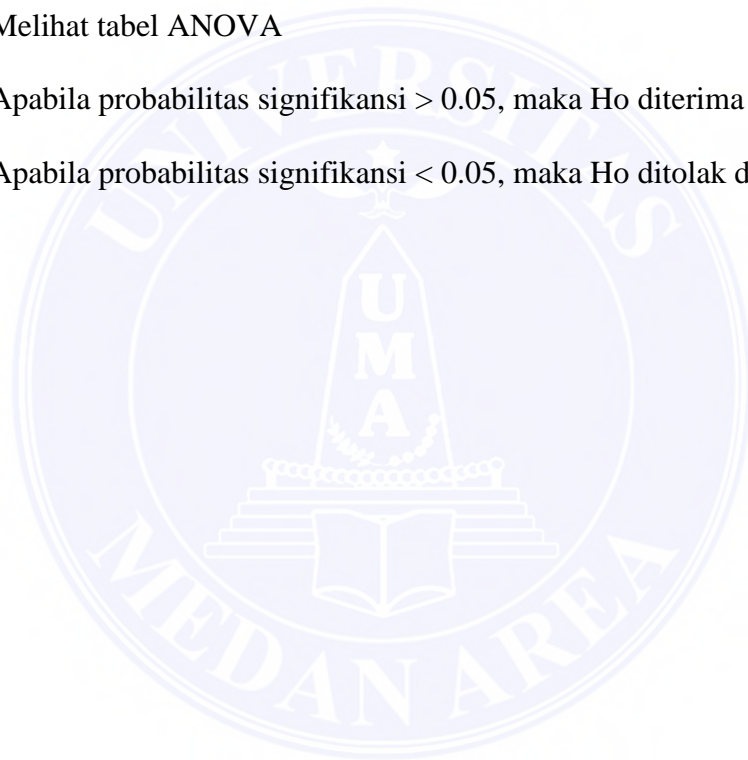 Melihat tabel ANOVA
Apabila probabilitas signifikansi > 0.05, maka Ho diterima
Apabila probabilitas signifikansi < 0.05, maka Ho ditolak d
UNIVERSITAS
UMA
MEDAN AREA